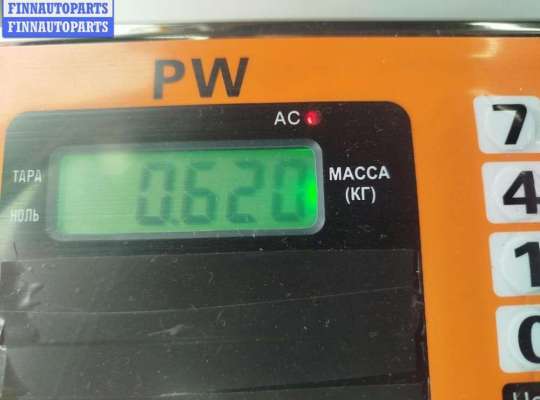 FINNAUTOPARTS
FINNAUTOPARTS
PW
AC
7
ТАРА
0.620
МАССА
(КГ)
4
НОЛЬ
1
0